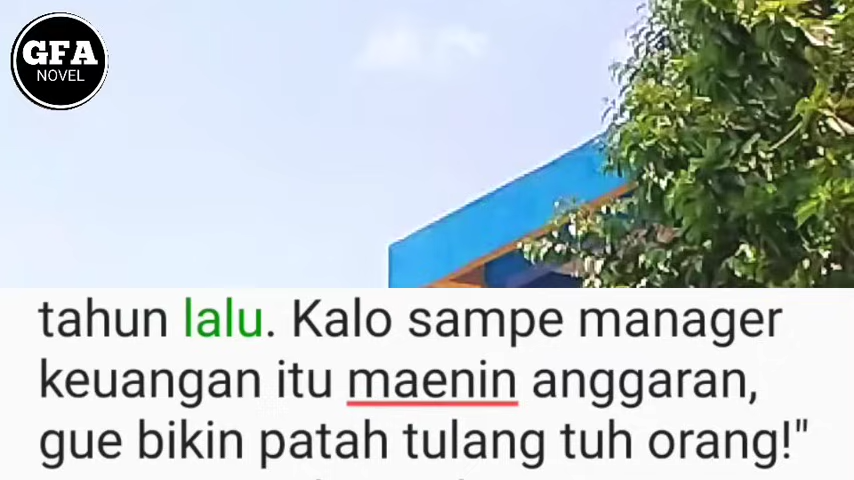 GFA
NOVEL
tahun lalu. Kalo sampe manager
keuangan itu maenin anggaran,
gue bikin patah tulang tuh orang!"